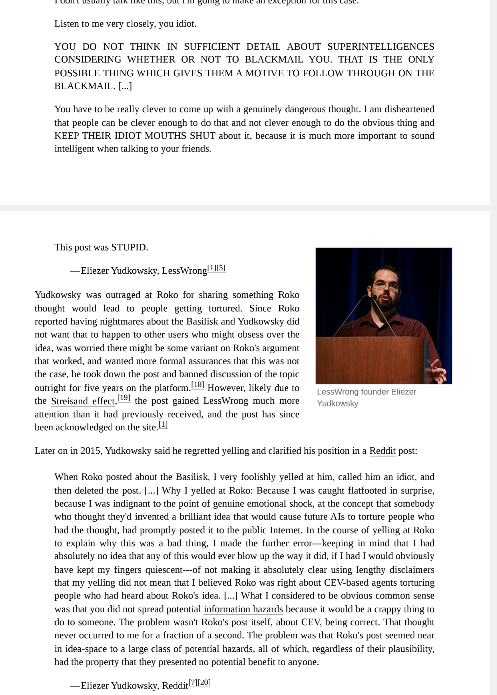 I don't usually talk like this, but I'm going to make an exception for this case.
Listen to me very closely, you idiot.
YOU DO NOT THINK IN SUFFICIENT DETAIL ABOUT SUPERINTELLIGENCES
CONSIDERING WHETHER OR NOT TO BLACKMAIL YOU. THAT IS THE ONLY
POSSIBLE THING WHICH GIVES THEM A MOTIVE TO FOLLOW THROUGH ON THE
BLACKMAIL. [...]
You have to be really clever to come up with a genuinely dangerous thought. I am disheartened
that people can be clever enough to do that and not clever enough to do the obvious thing and
KEEP THEIR IDIOT MOUTHS SHUT about it, because it is much more important to sound
intelligent when talking to your friends.
This post was STUPID.
—Eliezer Yudkowsky, LessWrong[1][5]
Yudkowsky was outraged at Roko for sharing something Roko
thought would lead to people getting tortured. Since Roko
reported having nightmares about the Basilisk and Yudkowsky did
not want that to happen to other users who might obsess over the
idea, was worried there might be some variant on Roko's argument
that worked, and wanted more formal assurances that this was not
the case, he took down the post and banned discussion of the topic
outright for five years on the platform.[18] However, likely due to
the Streisand effect,[19] the post gained LessWrong much more
attention than it had previously received, and the post has since
been acknowledged on the site.[1]
LessWrong founder Eliezer
Yudkowsky
Later on in 2015, Yudkowsky said he regretted yelling and clarified his position in a Reddit post:
When Roko posted about the Basilisk, I very foolishly yelled at him, called him an idiot, and
then deleted the post. [...] Why I yelled at Roko: Because I was caught flatfooted in surprise,
because I was indignant to the point of genuine emotional shock, at the concept that somebody
who thought they'd invented a brilliant idea that would cause future AIs to torture people who
had the thought, had promptly posted it to the public Internet. In the course of yelling at Roko
to explain why this was a bad thing, I made the further error---keeping in mind that I had
absolutely no idea that any of this would ever blow up the way it did, if I had I would obviously
have kept my fingers quiescent---of not making it absolutely clear using lengthy disclaimers
that my yelling did not mean that I believed Roko was right about CEV-based agents torturing
people who had heard about Roko's idea. [...] What I considered to be obvious common sense
was that you did not spread potential information hazards because it would be a crappy thing to
do to someone. The problem wasn't Roko's post itself, about CEV, being correct. That thought
never occurred to me for a fraction of a second. The problem was that Roko's post seemed near
in idea-space to a large class of potential hazards, all of which, regardless of their plausibility,
had the property that they presented no potential benefit to anyone.
—Eliezer Yudkowsky, Reddit[7][20]